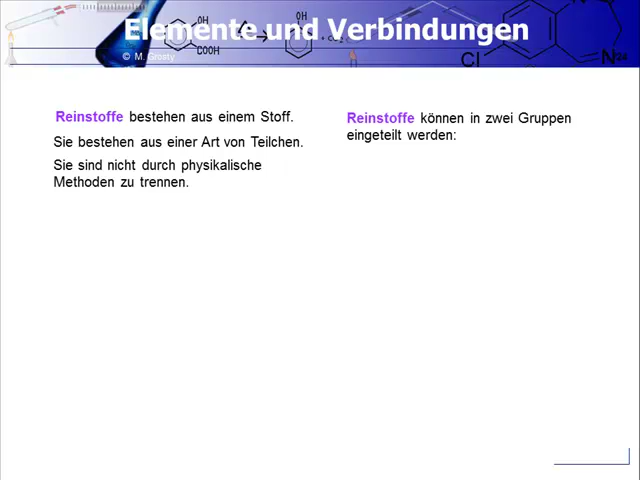 Elemente und Verbindungen
© M. Grosty
OH
COOH
OH
Cl
N
Reinstoffe bestehen aus einem Stoff.
Sie bestehen aus einer Art von Teilchen.
Sie sind nicht durch physikalische
Methoden zu trennen.
Reinstoffe können in zwei Gruppen
eingeteilt werden: